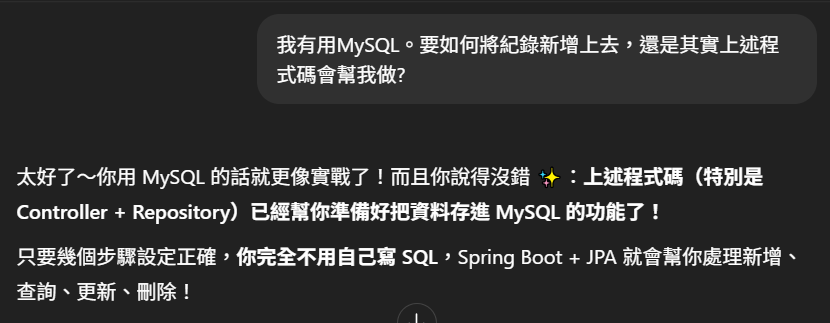 我有用MySQL。要如何將紀錄新增上去，還是其實上述程
式碼會幫我做?
太好了～你用 MySQL 的話就更像實戰了！而且你說得沒錯 ✨：上述程式碼（特別是
Controller + Repository）已經幫你準備好把資料存進 MySQL 的功能了！
只要幾個步驟設定正確，你完全不用自己寫 SQL，Spring Boot + JPA 就會幫你處理新增、
查詢、更新、刪除！